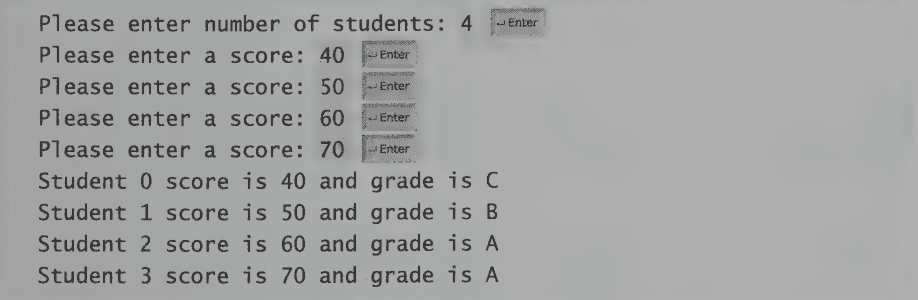 Please enter number of students: 4 ↵Enter
Please enter a score: 40 ↵Enter
Please enter a score: 50 ↵Enter
Please enter a score: 60 ↵Enter
Please enter a score: 70 ↵Enter
Student 0 score is 40 and grade is C
Student 1 score is 50 and grade is B
Student 2 score is 60 and grade is A
Student 3 score is 70 and grade is A